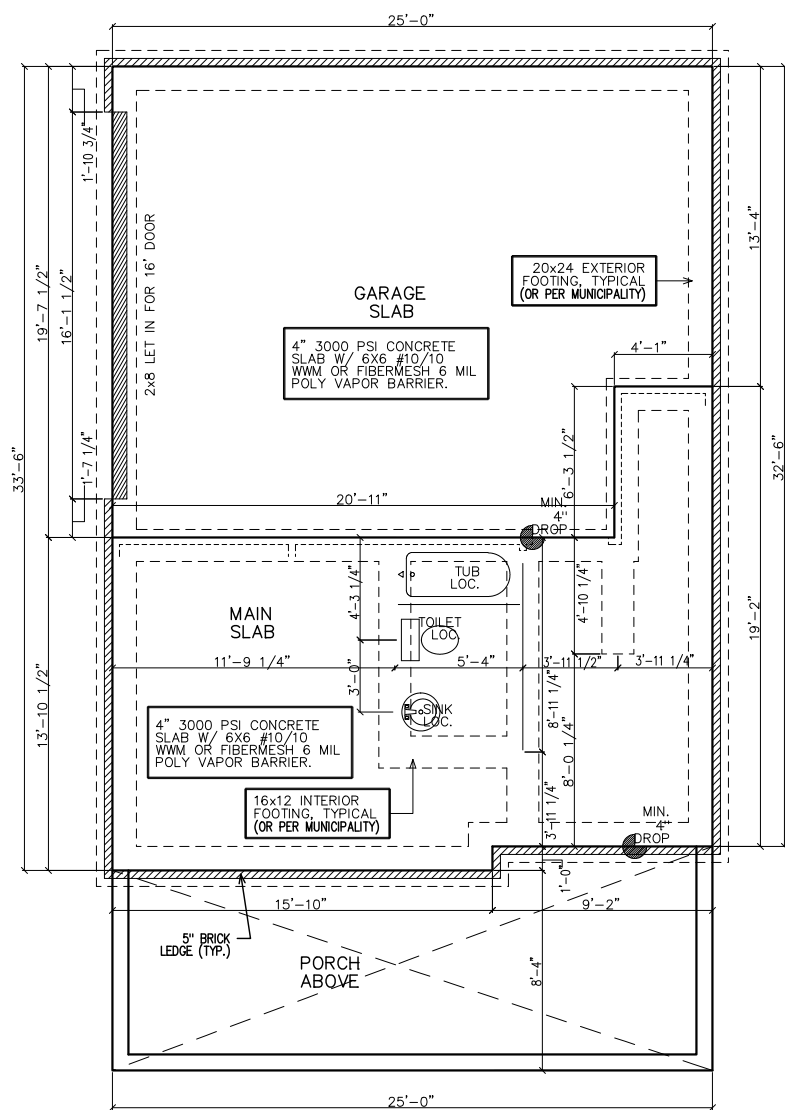 25'-0"
1'-10 3/4"
13'-4"
2x8 LET IN FOR 16' DOOR
20x24 EXTERIOR
FOOTING, TYPICAL
(OR PER MUNICIPALITY)
GARAGE
SLAB
19'-7 1/2"
16'-1 1/2"
4" 3000 PSI CONCRETE
SLAB W/ 6X6 #10/10
WWM OR FIBERMESH 6 MIL
POLY VAPOR BARRIER.
4'-1"
33'-6"
32'-6"
1'-7 1/4"
6'-3 1/2"
20'-11"
MIN.
4"
DROP
4'-3 1/4"
TUB
LOC.
4'-10 1/4"
MAIN
SLAB
TOILET
LOC.
19'-2"
11'-9 1/4"
5'-4"
3'-11 1/2"
3'-11 1/4"
3'-0"
8'-11 1/4"
SINK
LOC.
13'-10 1/2"
4" 3000 PSI CONCRETE
SLAB W/ 6X6 #10/10
WWM OR FIBERMESH 6 MIL
POLY VAPOR BARRIER.
8'-0 1/4"
16x12 INTERIOR
FOOTING, TYPICAL
(OR PER MUNICIPALITY)
3'-11 1/4"
MIN.
4"
DROP
1'-0"
15'-10"
9'-2"
5" BRICK
LEDGE (TYP.)
PORCH
ABOVE
8'-4"
25'-0"